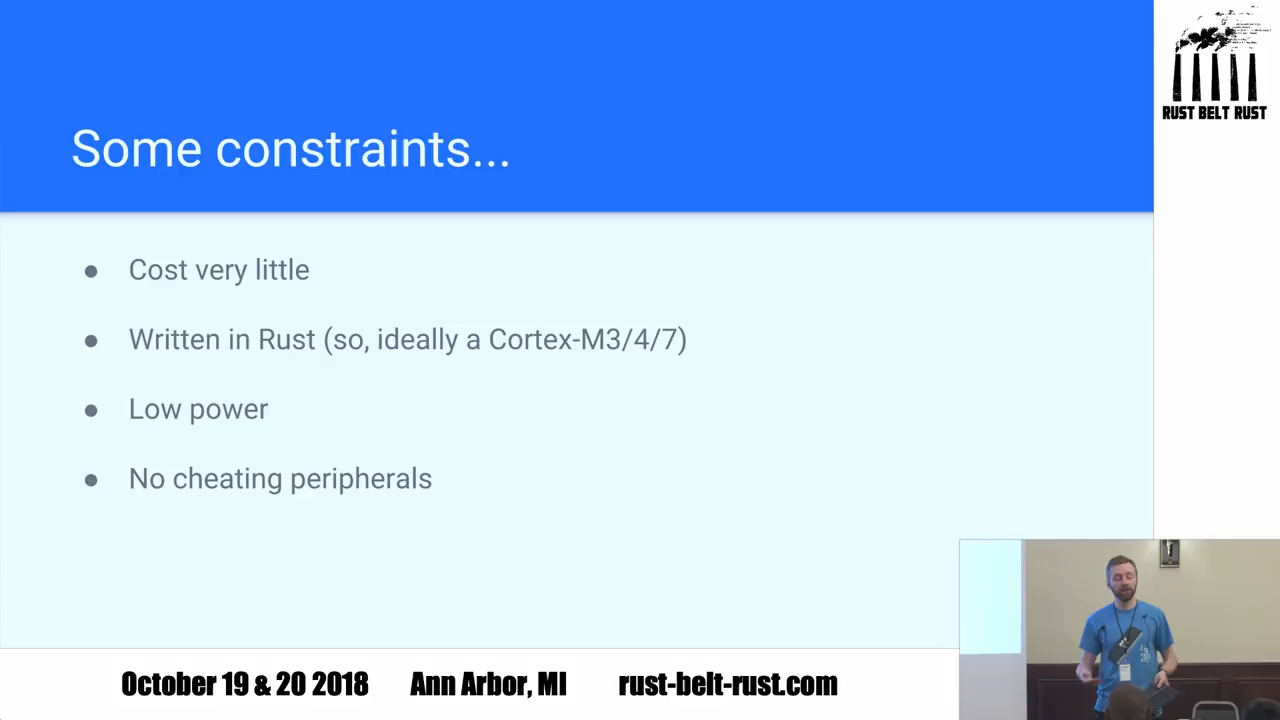 Some constraints...
RUST BELT RUST
● Cost very little
● Written in Rust (so, ideally a Cortex-M3/4/7)
● Low power
● No cheating peripherals
October 19 & 20 2018 Ann Arbor, MI rust-belt-rust.com